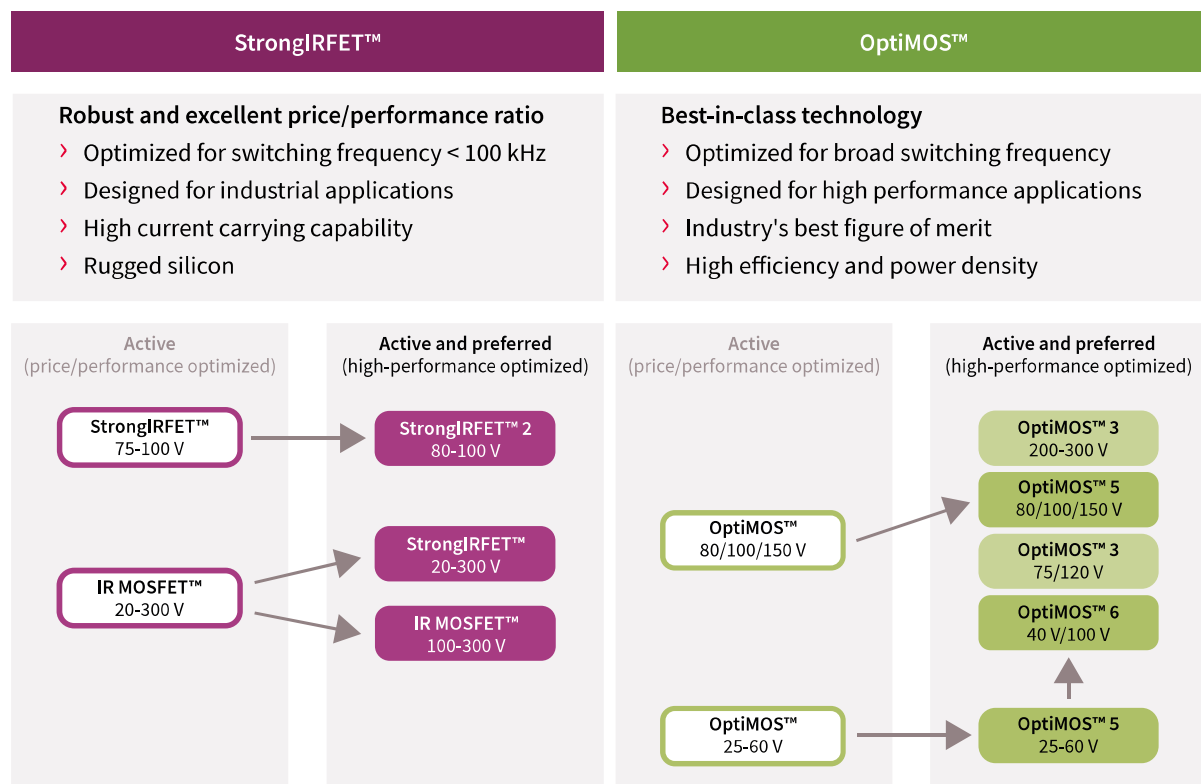 StrongIRFET™
OptiMOS™
Robust and excellent price/performance ratio
› Optimized for switching frequency < 100 kHz
› Designed for industrial applications
› High current carrying capability
› Rugged silicon
Best-in-class technology
› Optimized for broad switching frequency
› Designed for high performance applications
› Industry's best figure of merit
› High efficiency and power density
Active
(price/performance optimized)
Active and preferred
(high-performance optimized)
StrongIRFET™
75-100 V
StrongIRFET™ 2
80-100 V
IR MOSFET™
20-300 V
StrongIRFET™
20-300 V
IR MOSFET™
100-300 V
Active
(price/performance optimized)
Active and preferred
(high-performance optimized)
OptiMOS™
80/100/150 V
OptiMOS™ 3
200-300 V
OptiMOS™ 5
80/100/150 V
OptiMOS™ 3
75/120 V
OptiMOS™ 6
40 V/100 V
OptiMOS™
25-60 V
OptiMOS™ 5
25-60 V